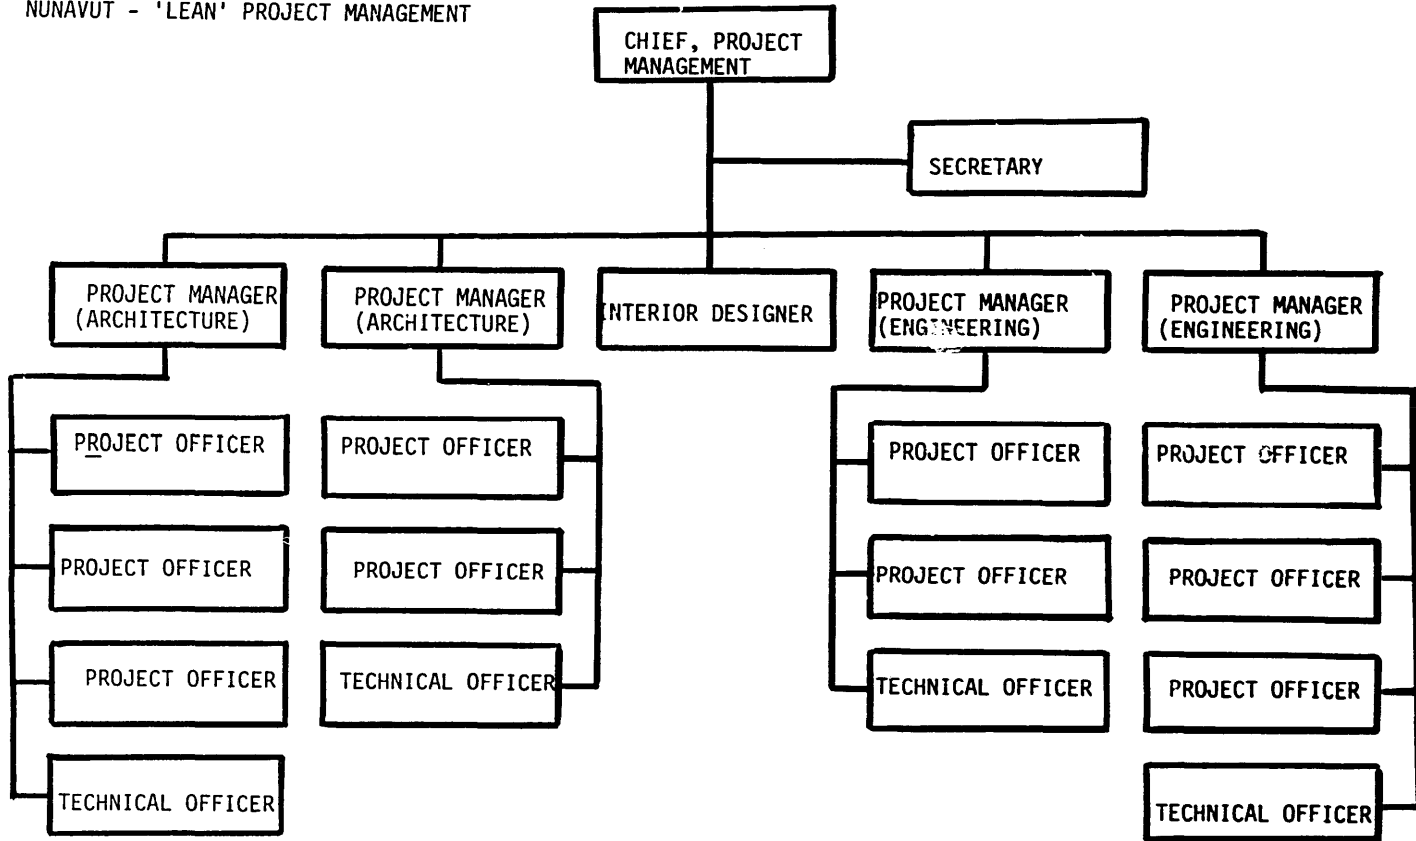 NUNAVUT - 'LEAN' PROJECT MANAGEMENT
CHIEF, PROJECT
MANAGEMENT
SECRETARY
PROJECT MANAGER
(ARCHITECTURE)
PROJECT MANAGER
(ARCHITECTURE)
INTERIOR DESIGNER
PROJECT MANAGER
(ENGINEERING)
PROJECT MANAGER
(ENGINEERING)
PROJECT OFFICER
PROJECT OFFICER
PROJECT OFFICER
TECHNICAL OFFICER
PROJECT OFFICER
PROJECT OFFICER
TECHNICAL OFFICER
PROJECT OFFICER
PROJECT OFFICER
TECHNICAL OFFICER
PROJECT OFFICER
PROJECT OFFICER
PROJECT OFFICER
TECHNICAL OFFICER